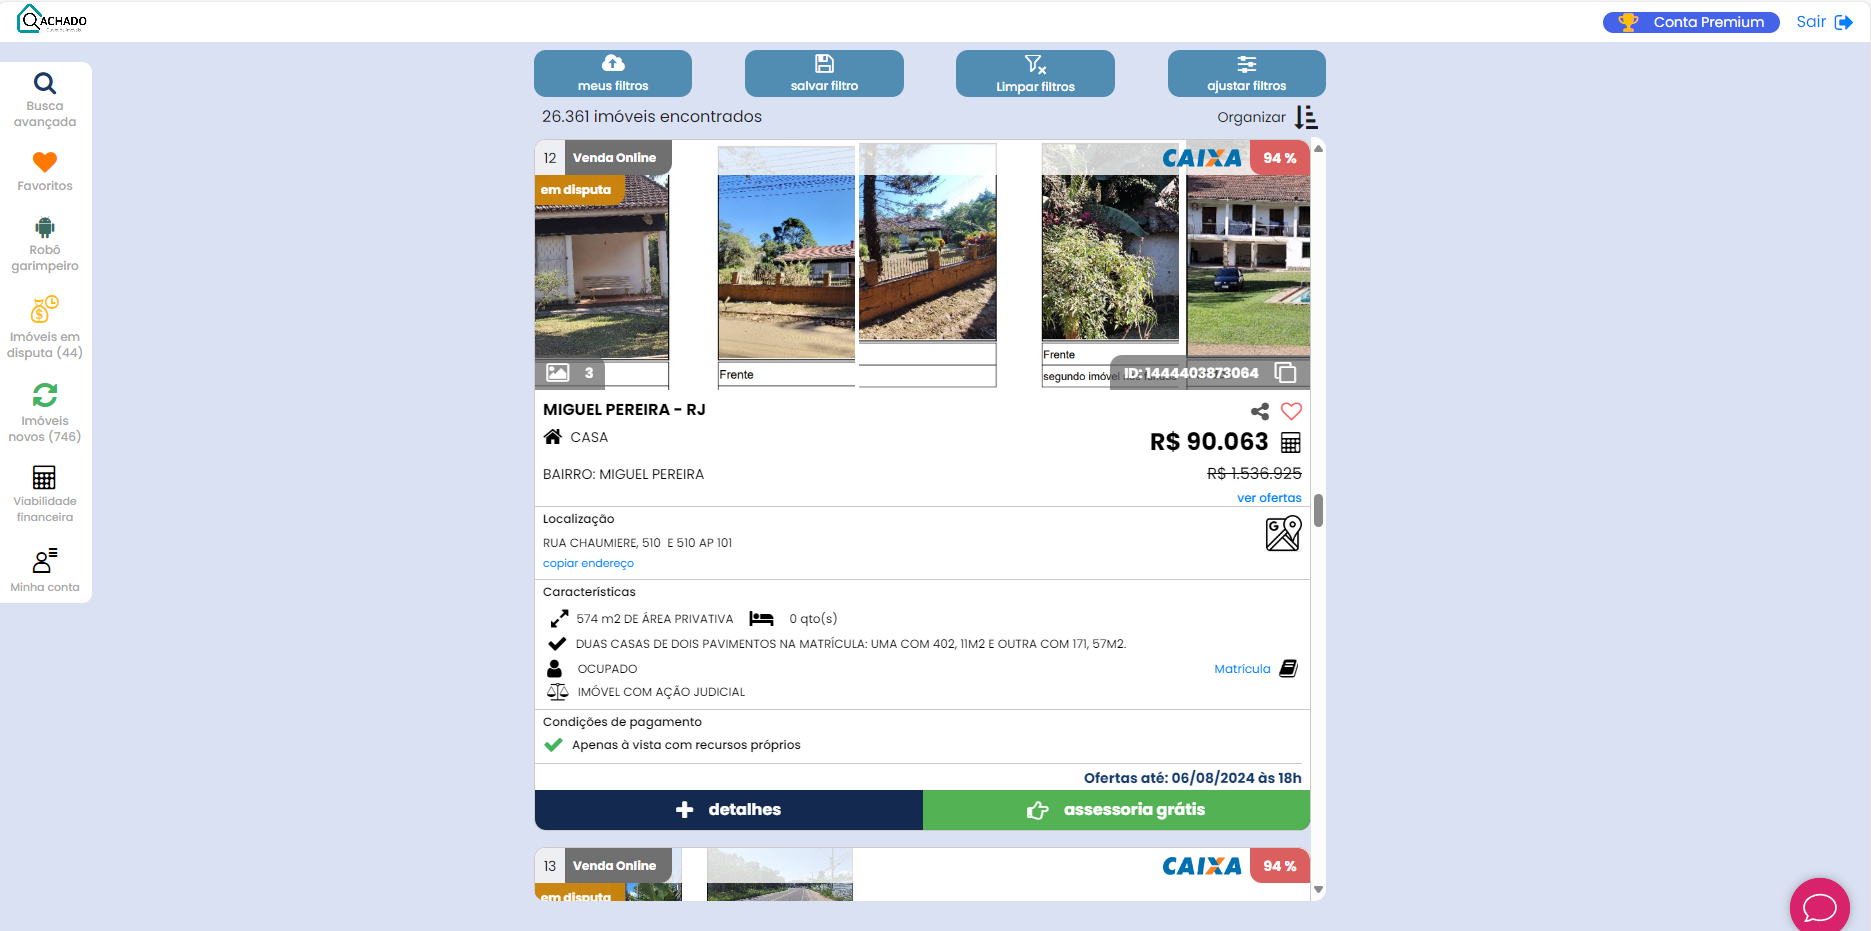 ACHADO
Conta Premium
Sair
Busca
avançada
Favoritos
Robô
garimpeiro
Imóveis em
disputa (44)
Imóveis
novos (746)
Viabilidade
financeira
Minha conta
meus filtros
salvar filtro
Limpar filtros
ajustar filtros
26.361 imóveis encontrados
Organizar
12
Venda Online
CAIXA
94 %
em disputa
3
Frente
Frente
segundo imóvel
ID: 1444403873064
MIGUEL PEREIRA - RJ
CASA
R$ 90.063
BAIRRO: MIGUEL PEREIRA
R$ 1.536.925
ver ofertas
Localização
RUA CHAUMIERE, 510 E 510 AP 101
copiar endereço
Características
574 m2 DE ÁREA PRIVATIVA
0 qto(s)
DUAS CASAS DE DOIS PAVIMENTOS NA MATRÍCULA: UMA COM 402, 11M2 E OUTRA COM 171, 57M2.
OCUPADO
Matrícula
IMÓVEL COM AÇÃO JUDICIAL
Condições de pagamento
Apenas à vista com recursos próprios
Ofertas até: 06/08/2024 às 18h
detalhes
assessoria grátis
13
Venda Online
CAIXA
94 %
em disputa